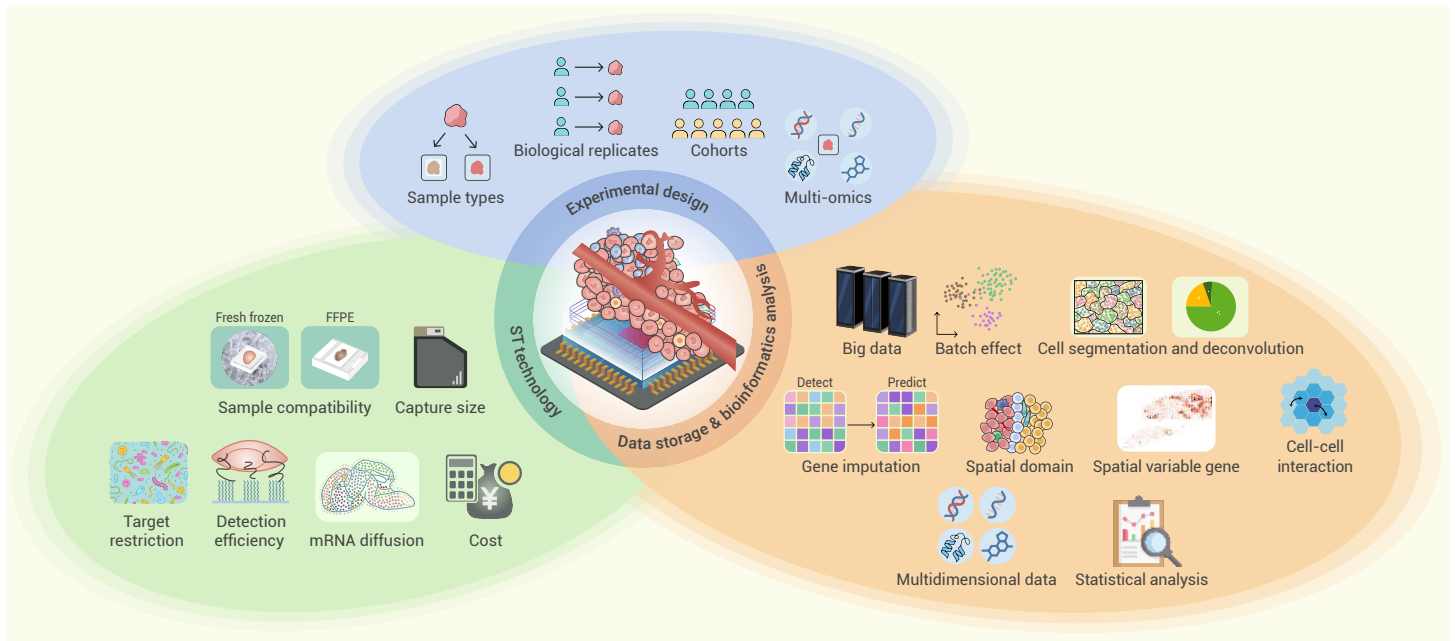 Biological replicates
Cohorts
Sample types
Multi-omics
Experimental design
ST technology
Data storage & bioinformatics analysis
Fresh frozen
FFPE
Sample compatibility
Capture size
Target
restriction
Detection
efficiency
mRNA diffusion
¥
Cost
Big data
Batch effect
Cell segmentation and deconvolution
Detect
Predict
Gene imputation
Spatial domain
Spatial variable gene
Cell-cell
interaction
Multidimensional data
Statistical analysis